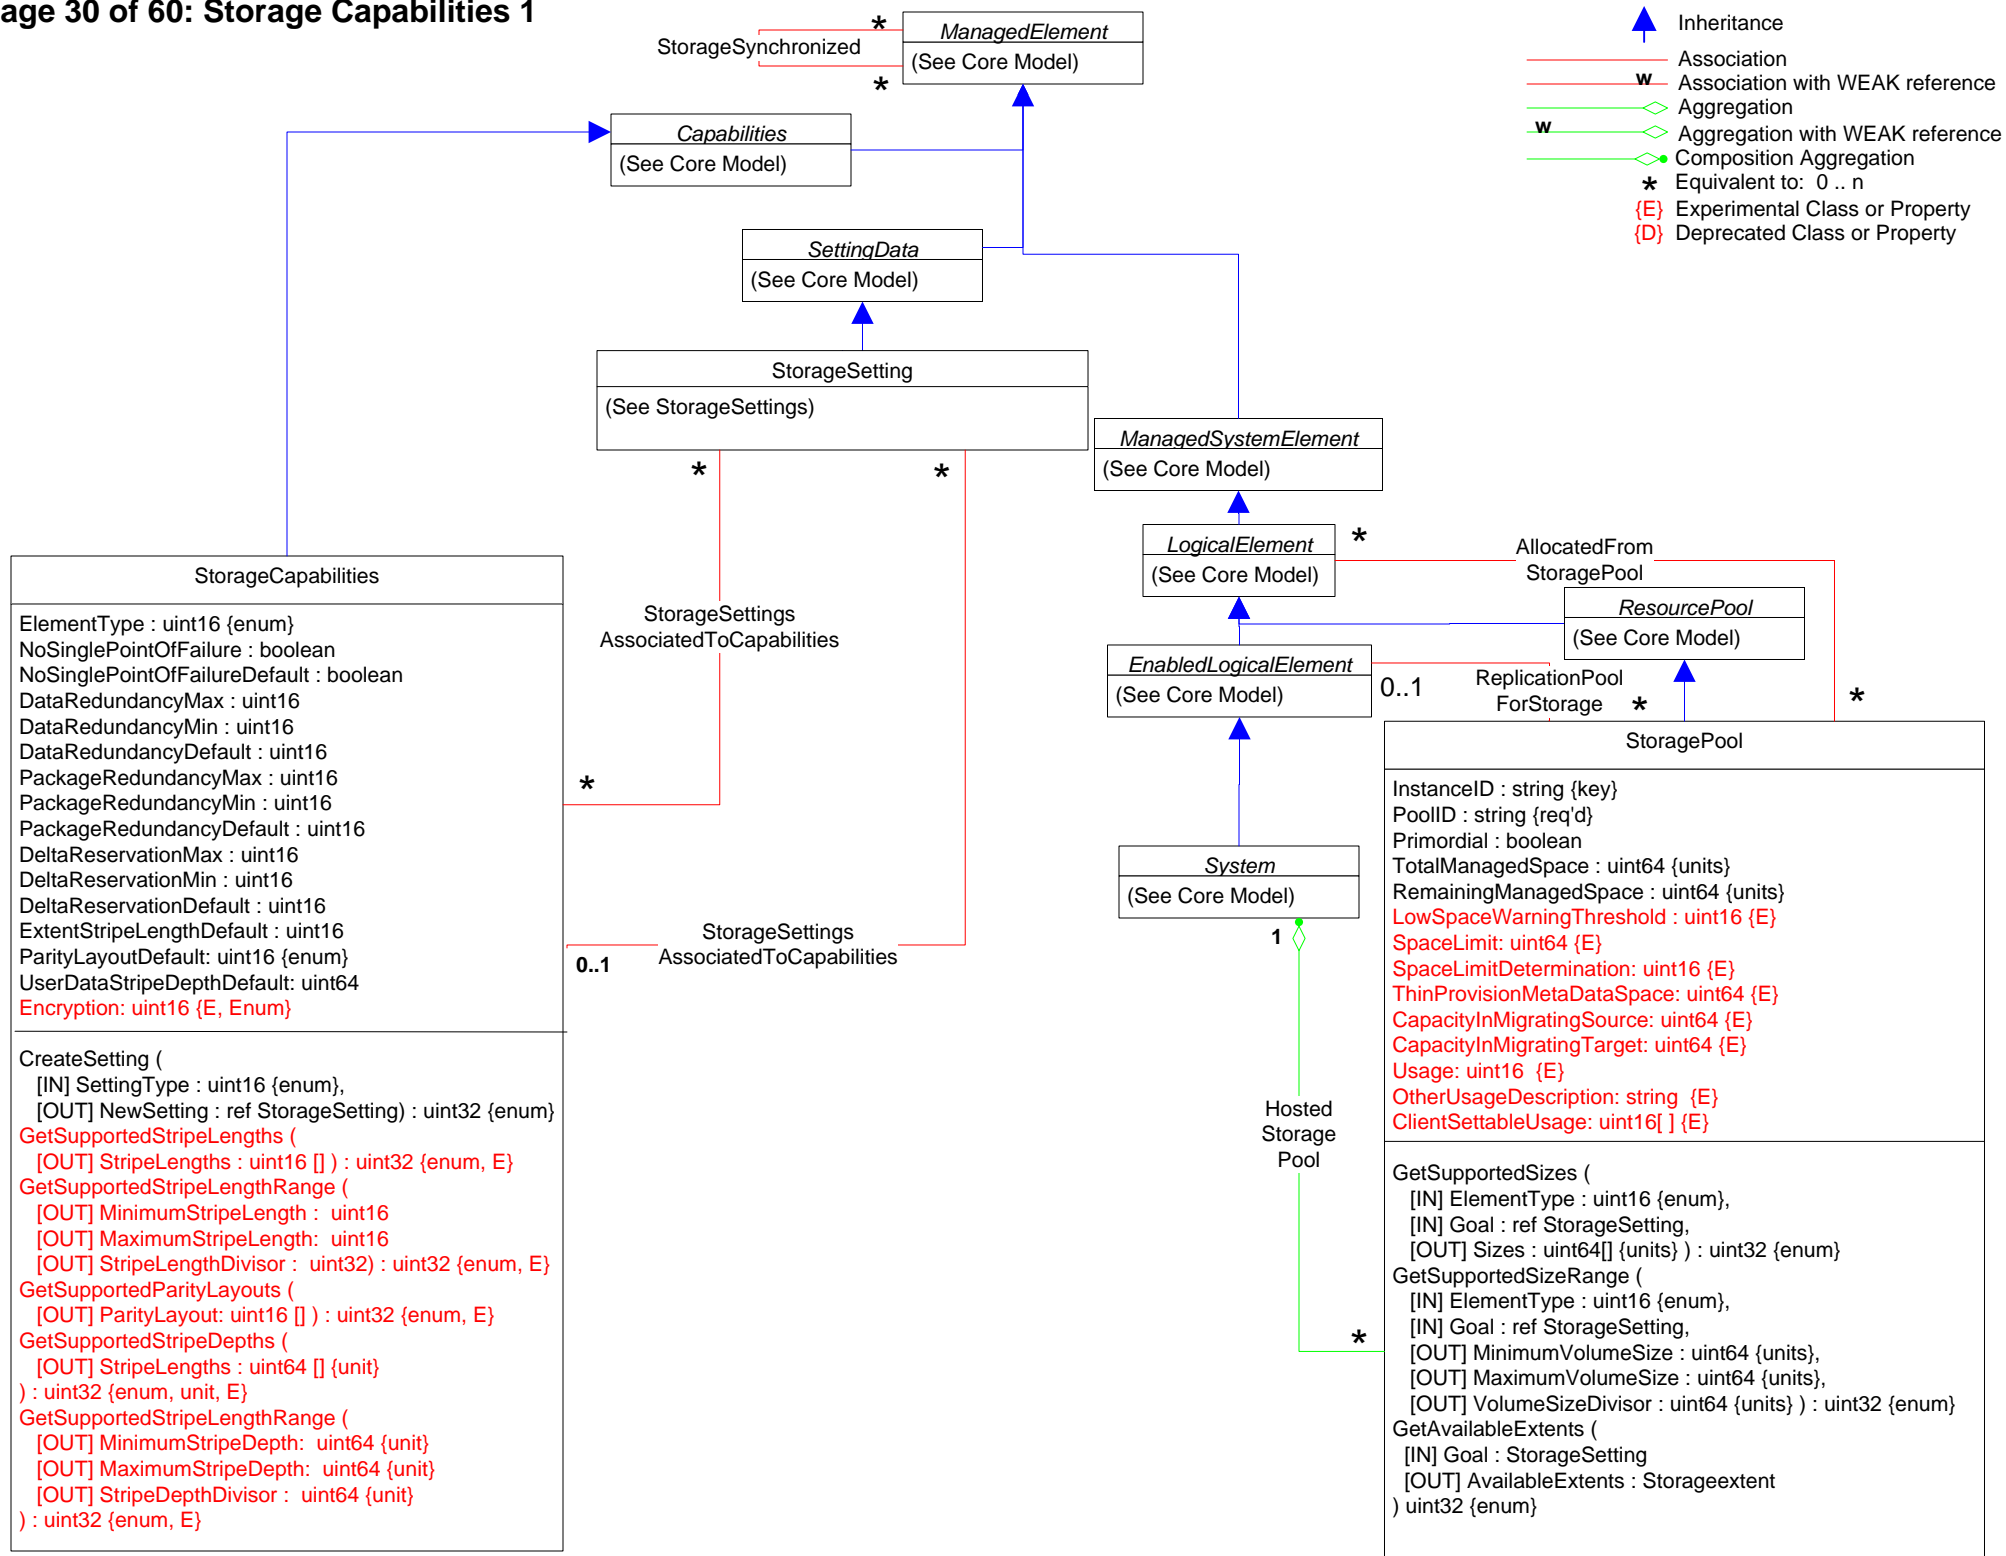 age 30 of 60: Storage Capabilities 1
Inheritance
Association
w Association with WEAK reference
Aggregation
w Aggregation with WEAK reference
Composition Aggregation
* Equivalent to: 0 .. n
{E} Experimental Class or Property
{D} Deprecated Class or Property
StorageSynchronized
*
*
ManagedElement
(See Core Model)
Capabilities
(See Core Model)
SettingData
(See Core Model)
StorageSetting
(See StorageSettings)
*
*
ManagedSystemElement
(See Core Model)
LogicalElement
(See Core Model)
*
AllocatedFrom
StoragePool
ResourcePool
(See Core Model)
EnabledLogicalElement
(See Core Model)
0..1
ReplicationPool
ForStorage
*
*
System
(See Core Model)
1
Hosted
Storage
Pool
*
StorageSettings
AssociatedToCapabilities
*
StorageSettings
AssociatedToCapabilities
0..1
StorageCapabilities
ElementType : uint16 {enum}
NoSinglePointOfFailure : boolean
NoSinglePointOfFailureDefault : boolean
DataRedundancyMax : uint16
DataRedundancyMin : uint16
DataRedundancyDefault : uint16
PackageRedundancyMax : uint16
PackageRedundancyMin : uint16
PackageRedundancyDefault : uint16
DeltaReservationMax : uint16
DeltaReservationMin : uint16
DeltaReservationDefault : uint16
ExtentStripeLengthDefault : uint16
ParityLayoutDefault: uint16 {enum}
UserDataStripeDepthDefault: uint64
Encryption: uint16 {E, Enum}
CreateSetting (
[IN] SettingType : uint16 {enum},
[OUT] NewSetting : ref StorageSetting) : uint32 {enum}
GetSupportedStripeLengths (
[OUT] StripeLengths : uint16 [] ) : uint32 {enum, E}
GetSupportedStripeLengthRange (
[OUT] MinimumStripeLength : uint16
[OUT] MaximumStripeLength: uint16
[OUT] StripeLengthDivisor : uint32) : uint32 {enum, E}
GetSupportedParityLayouts (
[OUT] ParityLayout: uint16 [] ) : uint32 {enum, E}
GetSupportedStripeDepths (
[OUT] StripeLengths : uint64 [] {unit}
) : uint32 {enum, unit, E}
GetSupportedStripeLengthRange (
[OUT] MinimumStripeDepth: uint64 {unit}
[OUT] MaximumStripeDepth: uint64 {unit}
[OUT] StripeDepthDivisor : uint64 {unit}
) : uint32 {enum, E}
StoragePool
InstanceID : string {key}
PoolID : string {req'd}
Primordial : boolean
TotalManagedSpace : uint64 {units}
RemainingManagedSpace : uint64 {units}
LowSpaceWarningThreshold : uint16 {E}
SpaceLimit: uint64 {E}
SpaceLimitDetermination: uint16 {E}
ThinProvisionMetaDataSpace: uint64 {E}
CapacityInMigratingSource: uint64 {E}
CapacityInMigratingTarget: uint64 {E}
Usage: uint16 {E}
OtherUsageDescription: string {E}
ClientSettableUsage: uint16[ ] {E}
GetSupportedSizes (
[IN] ElementType : uint16 {enum},
[IN] Goal : ref StorageSetting,
[OUT] Sizes : uint64[] {units} ) : uint32 {enum}
GetSupportedSizeRange (
[IN] ElementType : uint16 {enum},
[IN] Goal : ref StorageSetting,
[OUT] MinimumVolumeSize : uint64 {units},
[OUT] MaximumVolumeSize : uint64 {units},
[OUT] VolumeSizeDivisor : uint64 {units} ) : uint32 {enum}
GetAvailableExtents (
[IN] Goal : StorageSetting
[OUT] AvailableExtents : Storageextent
) uint32 {enum}